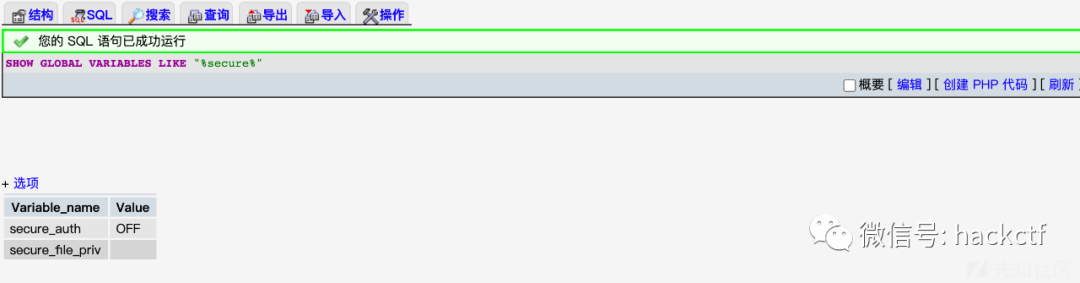 结构 SQL 搜索 查询 导出 导入 操作
您的 SQL 语句已成功运行
SHOW GLOBAL VARIABLES LIKE "%secure%"
概要 [ 编辑 ] [ 创建 PHP 代码 ] [ 刷新 ]
+ 选项
Variable_name Value
secure_auth OFF
secure_file_priv
微信号: hackctf
先知社区